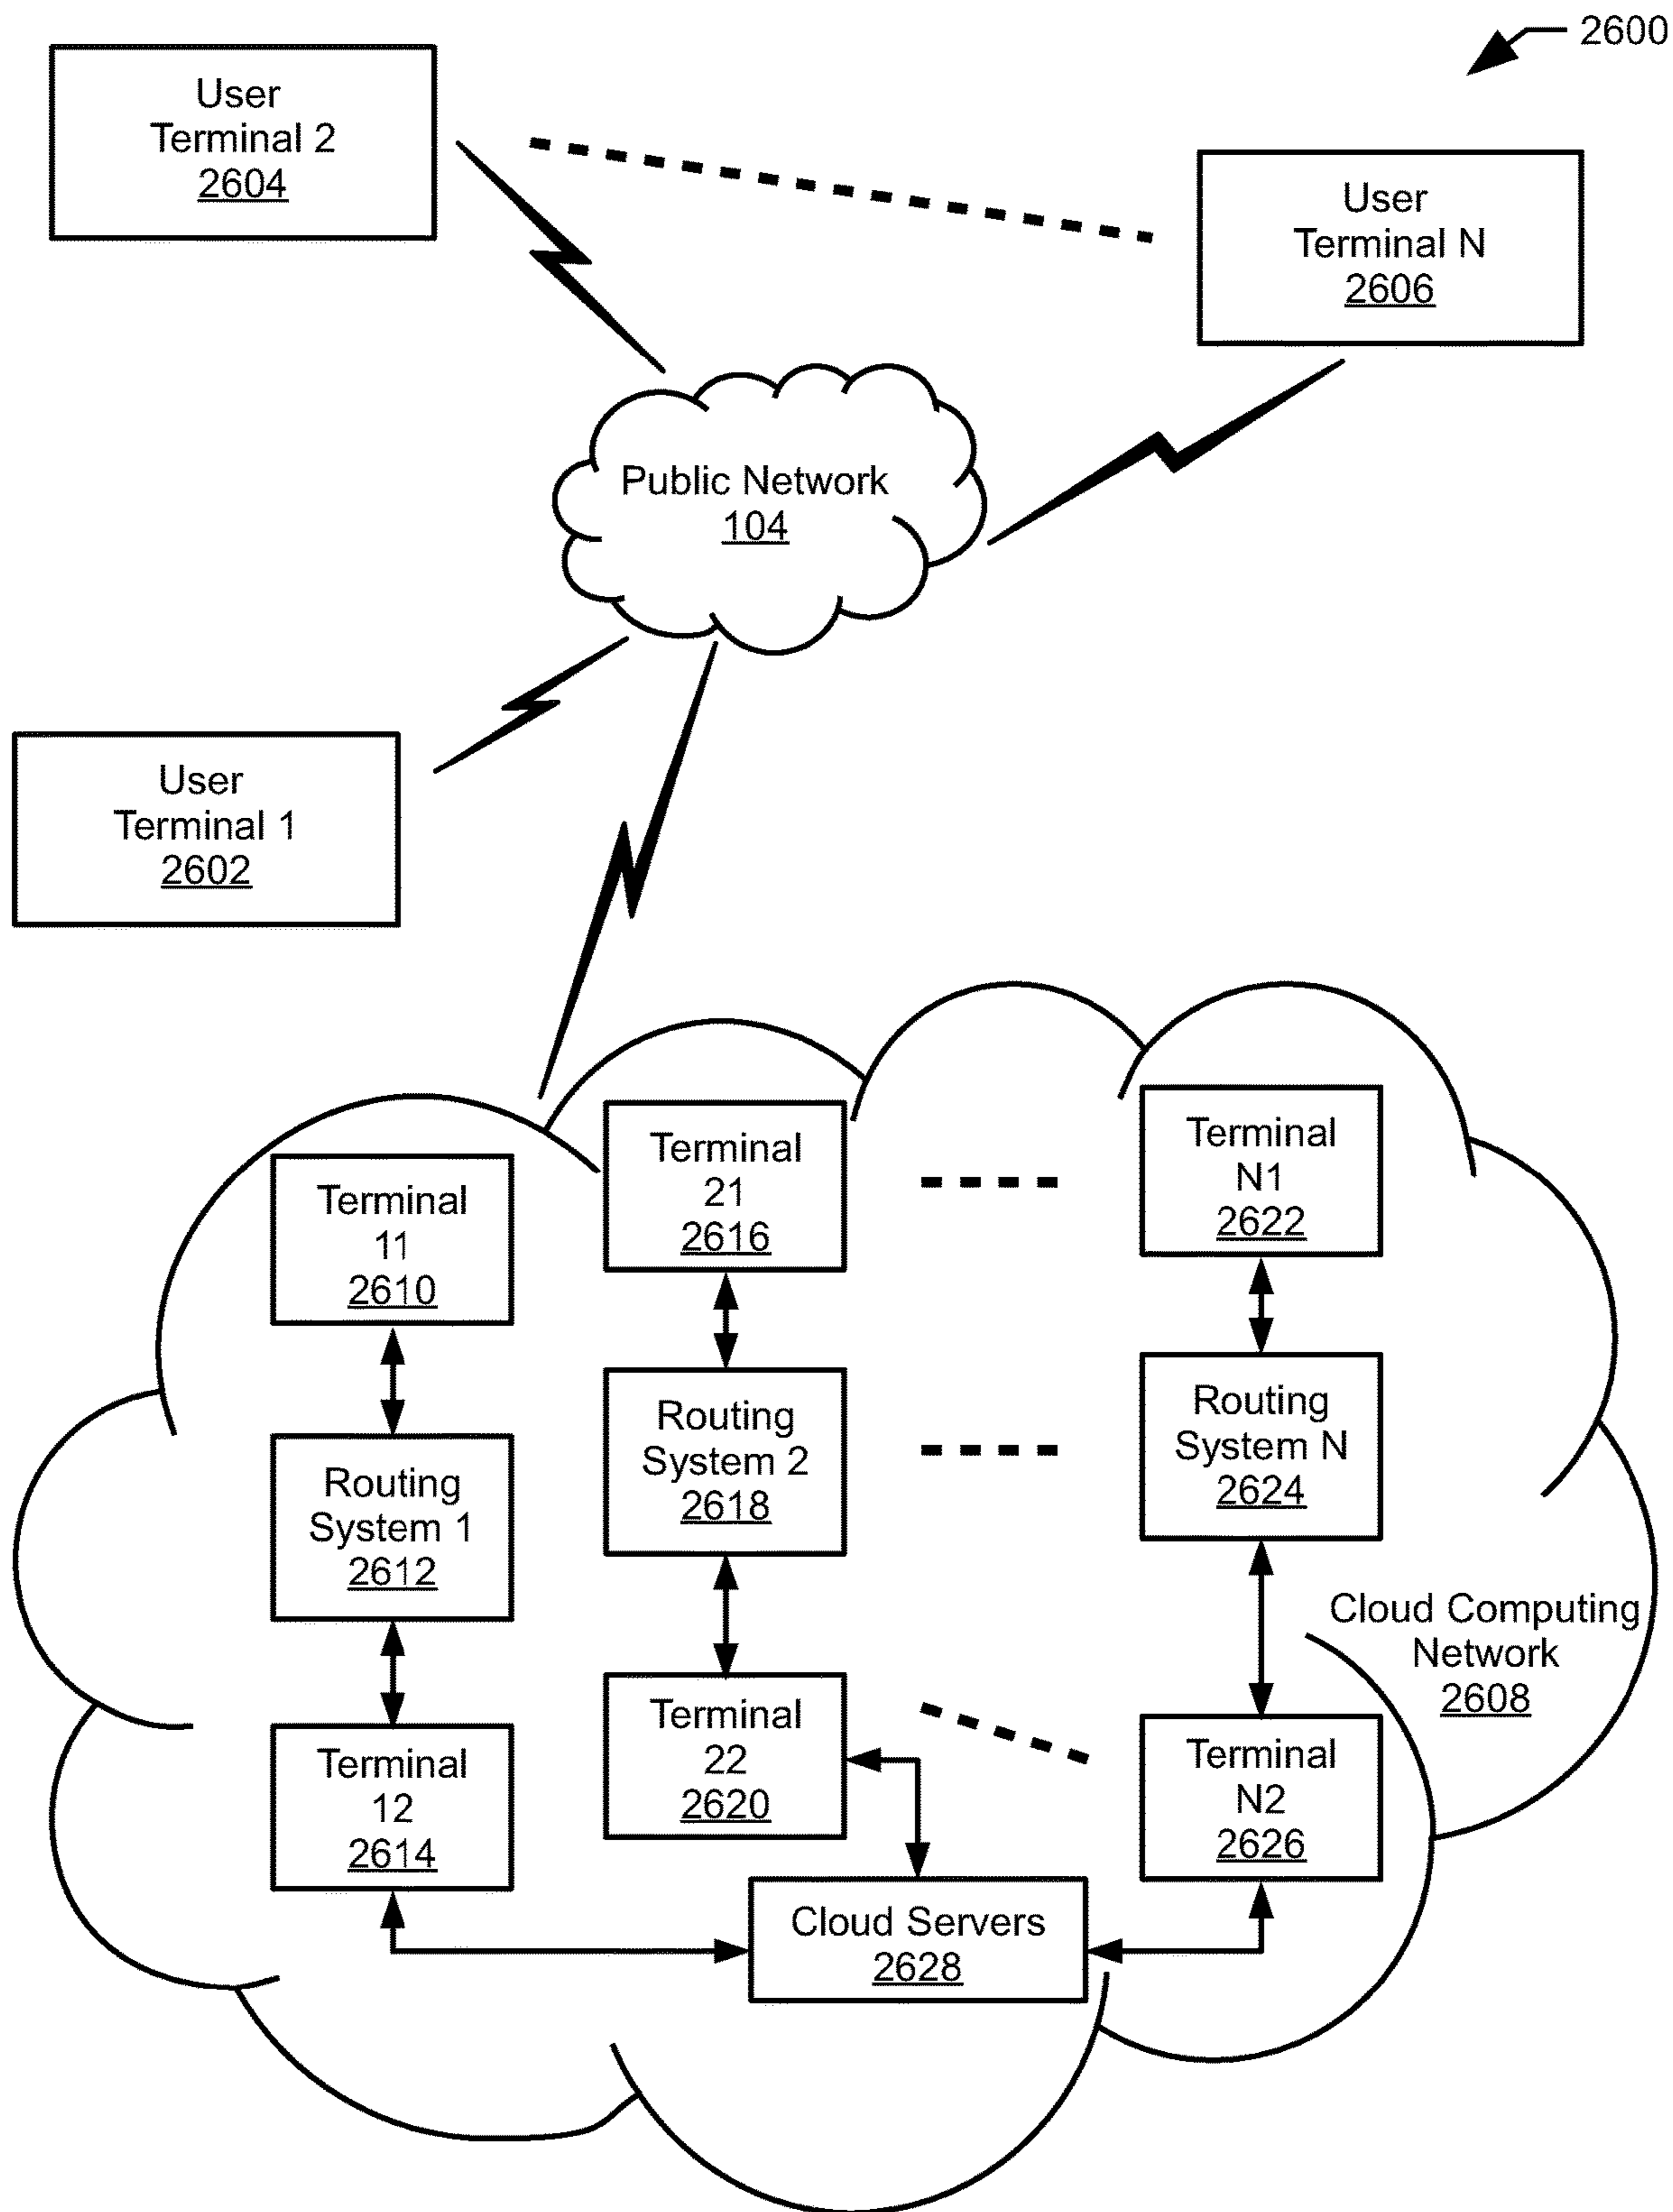 2600
User
Terminal 2
2604
User
Terminal N
2606
Public Network
104
User
Terminal 1
2602
Terminal
11
2610
Terminal
21
2616
Terminal
N1
2622
Routing
System 1
2612
Routing
System 2
2618
Routing
System N
2624
Cloud Computing
Network
2608
Terminal
12
2614
Terminal
22
2620
Terminal
N2
2626
Cloud Servers
2628